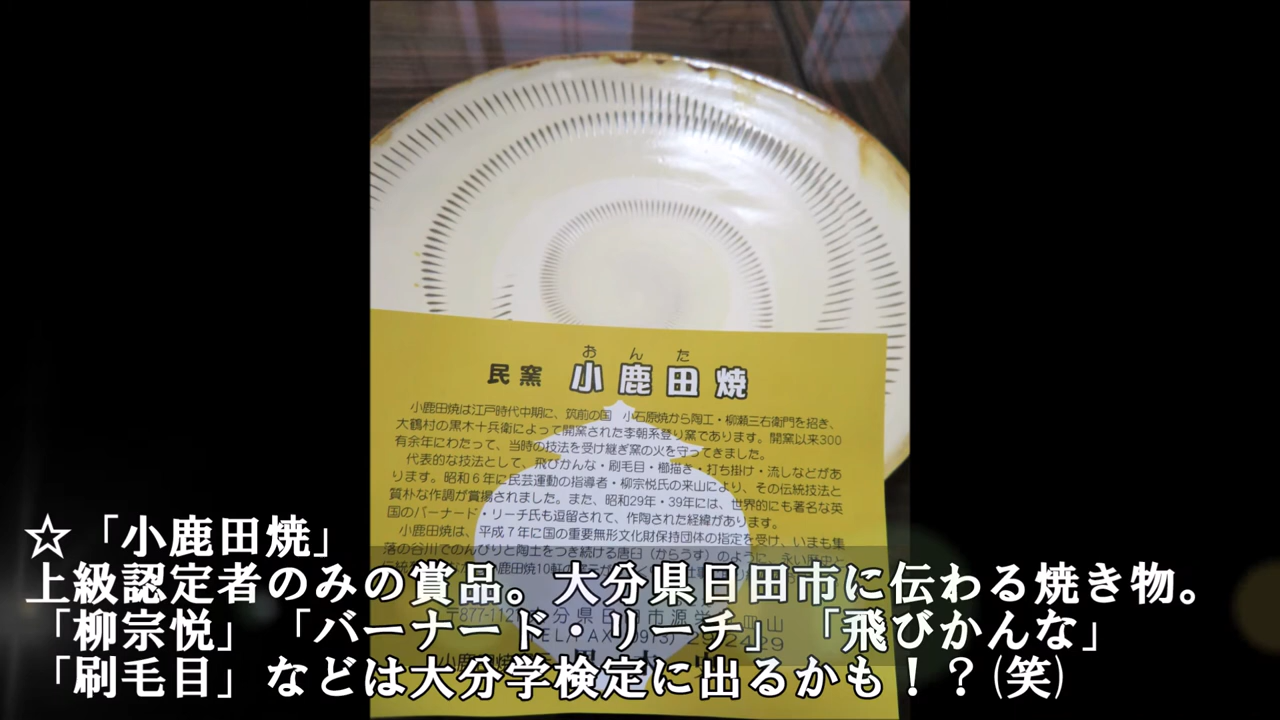 おんた
民窯 小鹿田焼
小鹿田焼は江戸時代中期に、筑前の国 小石原焼から陶工・柳瀬三右衛門を招き、
大鶴村の黒木十兵衛によって開窯された李朝系登り窯であります。開窯以来300
有余年にわたって、当時の技法を受け継ぎ窯の火を守ってきました。
代表的な技法として、飛びかんな・刷毛目・櫛描き・打ち掛け・流しなどがあ
ります。昭和6年に民芸運動の指導者・柳宗悦氏の来山により、その伝統技法と
質朴な作調が賞揚されました。また、昭和29年・39年には、世界的にも著名な英
国のバーナード・リーチ氏も逗留されて、作陶された経緯があります。
小鹿田焼は、平成7年に国の重要無形文化財保持団体の指定を受け、いまも集
落の谷川でのんびりと陶土をつき続ける唐臼（からうす）のように、永い歴史と
☆「小鹿田焼」
上級認定者のみの賞品。大分県日田市に伝わる焼き物。
「柳宗悦」「バーナード・リーチ」「飛びかんな」
「刷毛目」などは大分学検定に出るかも！？(笑)